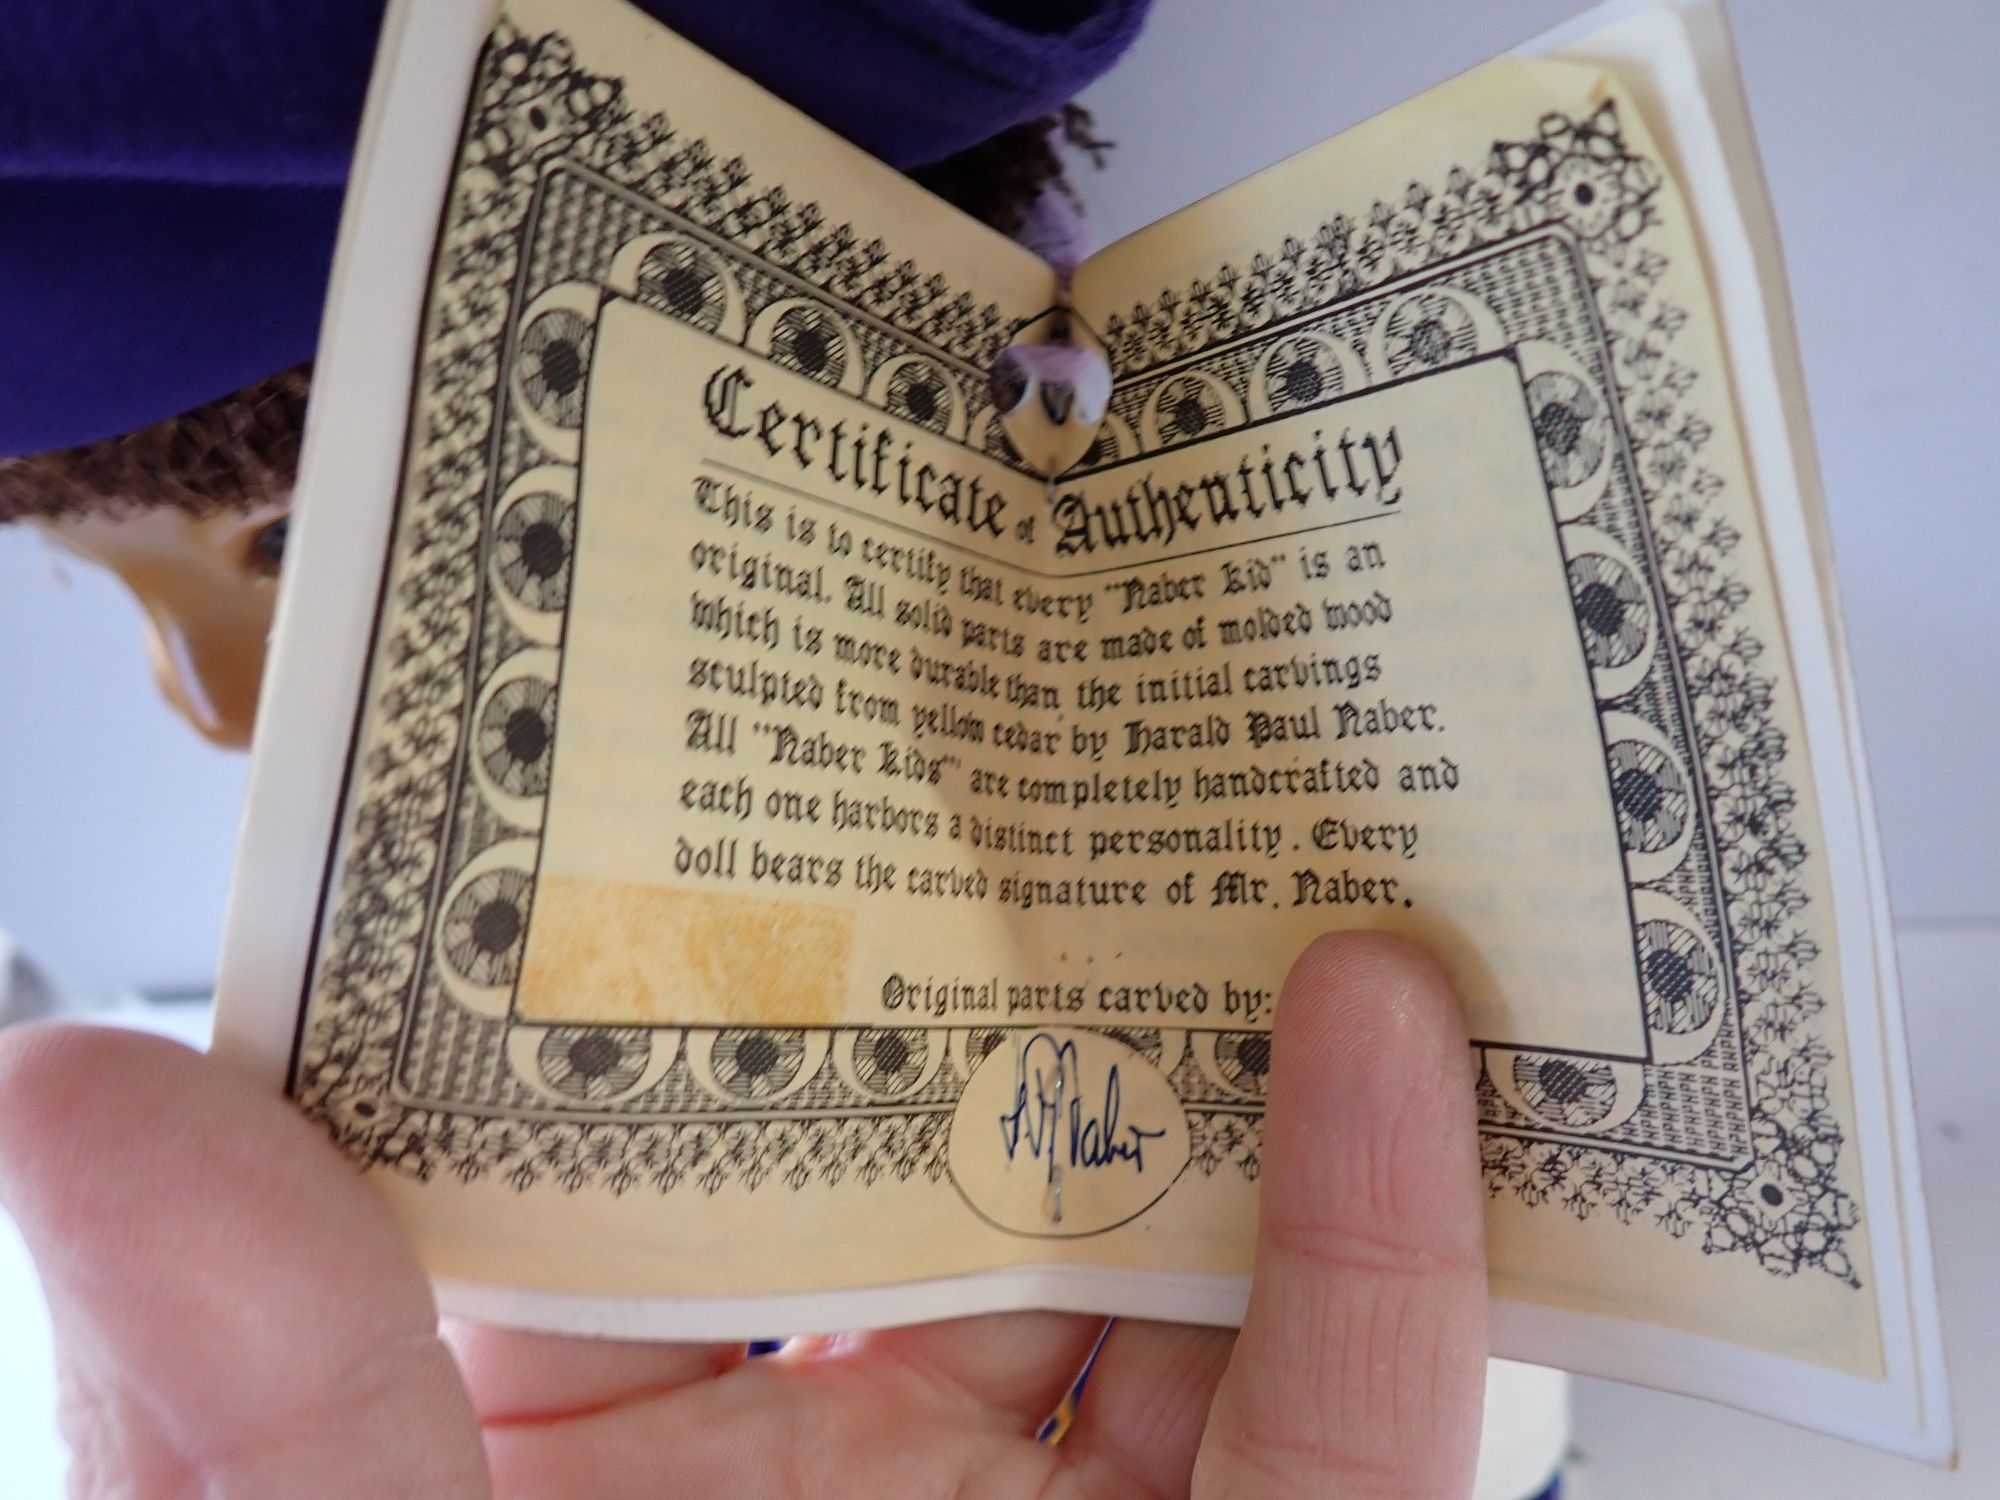 Certificate of Authenticity
This is to certify that every "Naber Kid" is an
original. All solid parts are made of molded wood
which is more durable than the initial carvings
sculpted from yellow cedar by Harald Paul Naber.
All "Naber Kids" are completely handcrafted and
each one harbors a distinct personality. Every
doll bears the carved signature of Mr. Naber.
Original parts carved by:
Naber